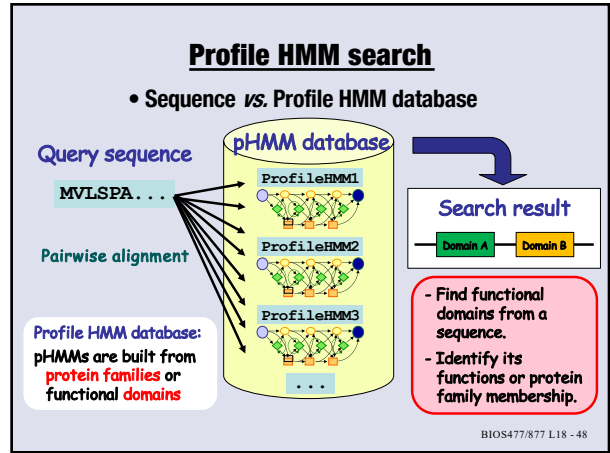 Profile HMM search
• Sequence vs. Profile HMM database
Query sequence
MVLSPA...
Pairwise alignment
Profile HMM database:
pHMMs are built from
protein families or
functional domains
pHMM database
ProfileHMM1
ProfileHMM2
ProfileHMM3
...
Search result
Domain A
Domain B
- Find functional
domains from a
sequence.
- Identify its
functions or protein
family membership.
BIOS477/877 L18 - 48